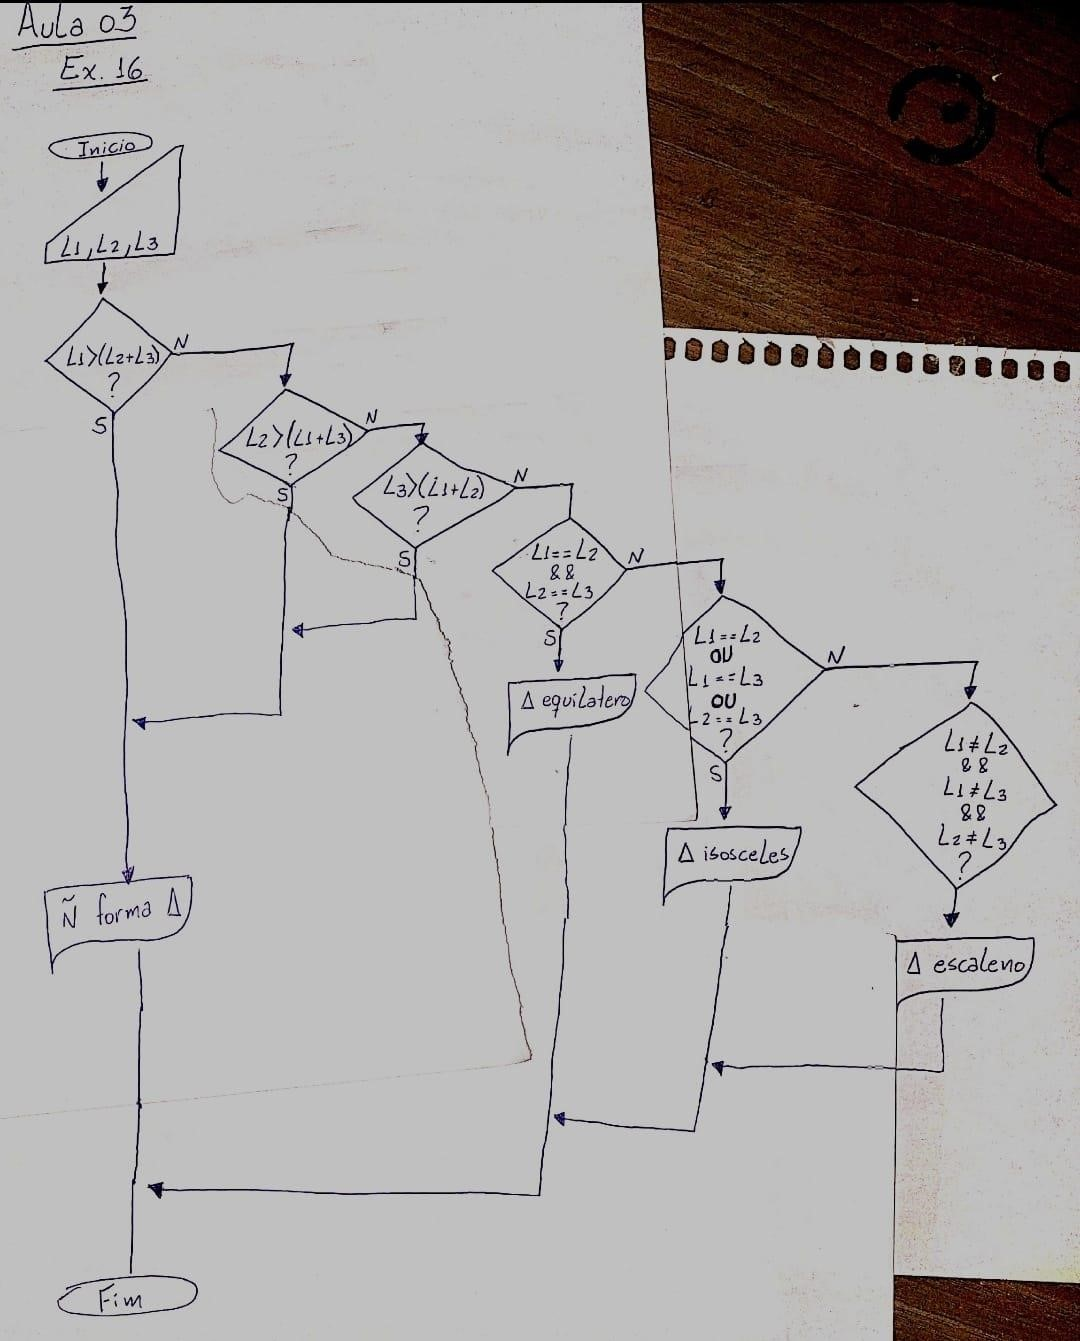 Aula 03
Ex. 16
Inicio
L1,L2,L3
L1>(L2+L3)
?
N
S
L2>(L1+L3)
?
N
S
L3>(L1+L2)
?
N
S
L1==L2
&&
L2==L3
?
N
S
Δ equilatero
L1==L2
OU
L1==L3
OU
L2==L3
?
N
S
Δ isosceles
L1≠L2
&&
L1≠L3
&&
L2≠L3
?
Δ escaleno
Ñ forma Δ
Fim